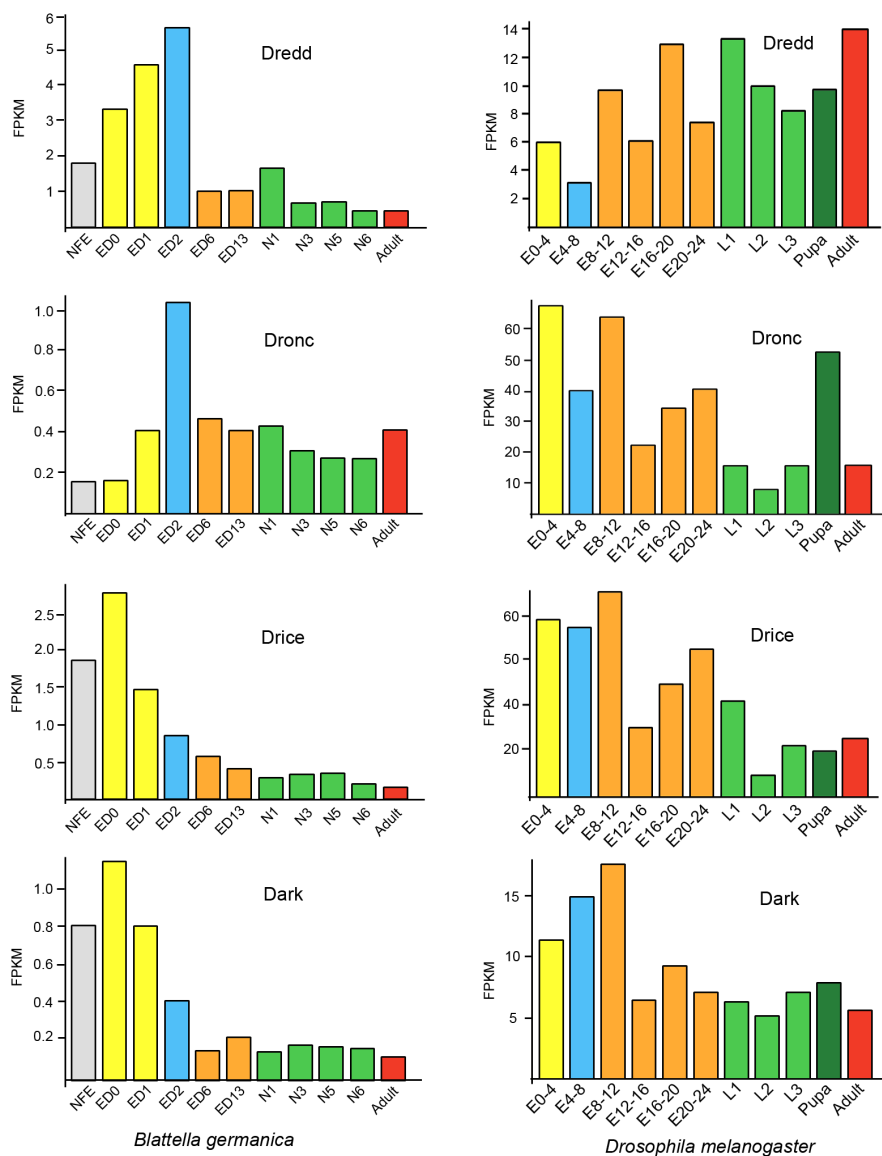 Dredd
FPKM
6
5
4
3
2
1
NFE ED0 ED1 ED2 ED6 ED13 N1 N3 N5 N6 Adult
Dredd
FPKM
14
12
10
8
6
4
2
E0-4 E4-8 E8-12 E12-16 E16-20 E20-24 L1 L2 L3 Pupa Adult
Dronc
FPKM
1.0
0.8
0.6
0.4
0.2
NFE ED0 ED1 ED2 ED6 ED13 N1 N3 N5 N6 Adult
Dronc
FPKM
60
50
40
30
20
10
E0-4 E4-8 E8-12 E12-16 E16-20 E20-24 L1 L2 L3 Pupa Adult
Drice
FPKM
2.5
2.0
1.5
1.0
0.5
NFE ED0 ED1 ED2 ED6 ED13 N1 N3 N5 N6 Adult
Drice
FPKM
60
50
40
20
E0-4 E4-8 E8-12 E12-16 E16-20 E20-24 L1 L2 L3 Pupa Adult
Dark
FPKM
1.0
0.8
0.6
0.4
0.2
NFE ED0 ED1 ED2 ED6 ED13 N1 N3 N5 N6 Adult
Dark
FPKM
15
10
5
E0-4 E4-8 E8-12 E12-16 E16-20 E20-24 L1 L2 L3 Pupa Adult
Blattella germanica
Drosophila melanogaster